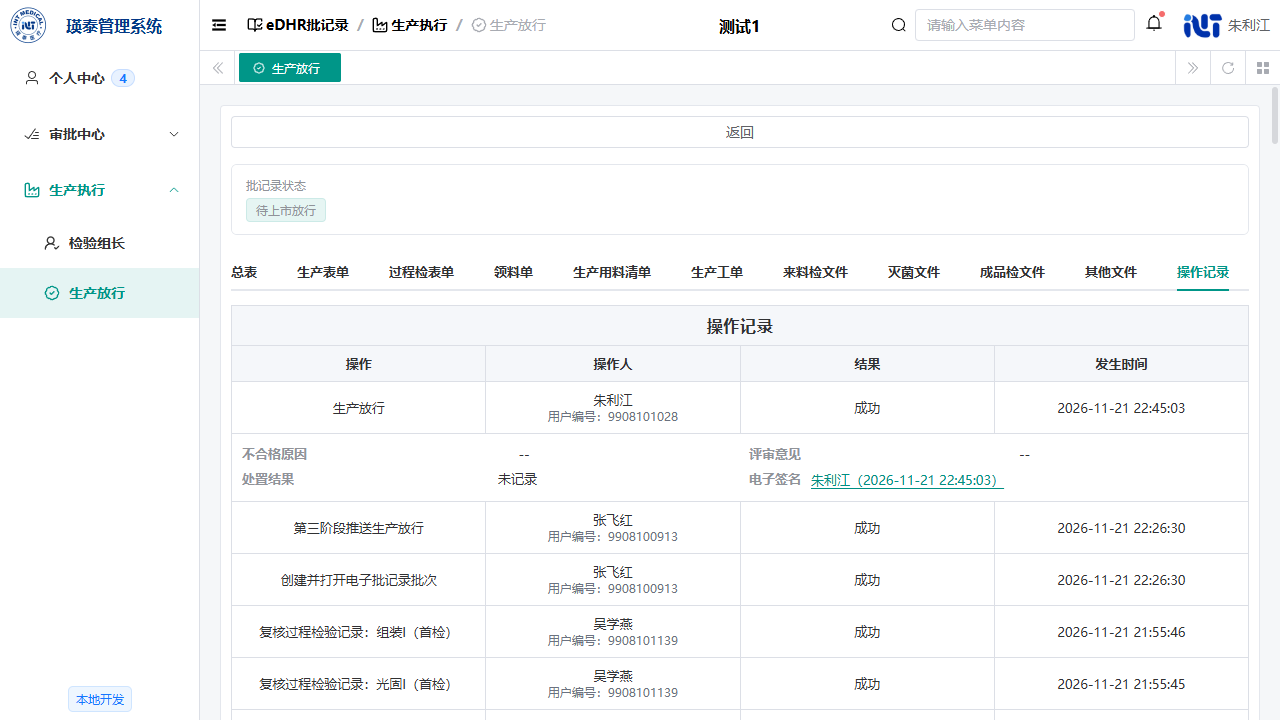 瑛泰管理系统
eDHR批记录 / 生产执行 / 生产放行
测试1
请输入菜单内容
朱利江
个人中心 4
审批中心
生产执行
检验组长
生产放行
本地开发
生产放行
返回
批记录状态
待上市放行
总表 生产表单 过程检表单 领料单 生产用料清单 生产工单 来料检文件 灭菌文件 成品检文件 其他文件 操作记录
操作记录
操作 操作人 结果 发生时间
生产放行 朱利江 成功 2026-11-21 22:45:03
用户编号：9908101028
不合格原因 -- 评审意见 --
处置结果 未记录 电子签名 朱利江（2026-11-21 22:45:03）
第三阶段推送生产放行 张飞红 成功 2026-11-21 22:26:30
用户编号：9908100913
创建并打开电子批记录批次 张飞红 成功 2026-11-21 22:26:30
用户编号：9908100913
复核过程检验记录：组装Ⅰ（首检） 吴学燕 成功 2026-11-21 21:55:46
用户编号：9908101139
复核过程检验记录：光固Ⅰ（首检） 吴学燕 成功 2026-11-21 21:55:45
用户编号：9908101139